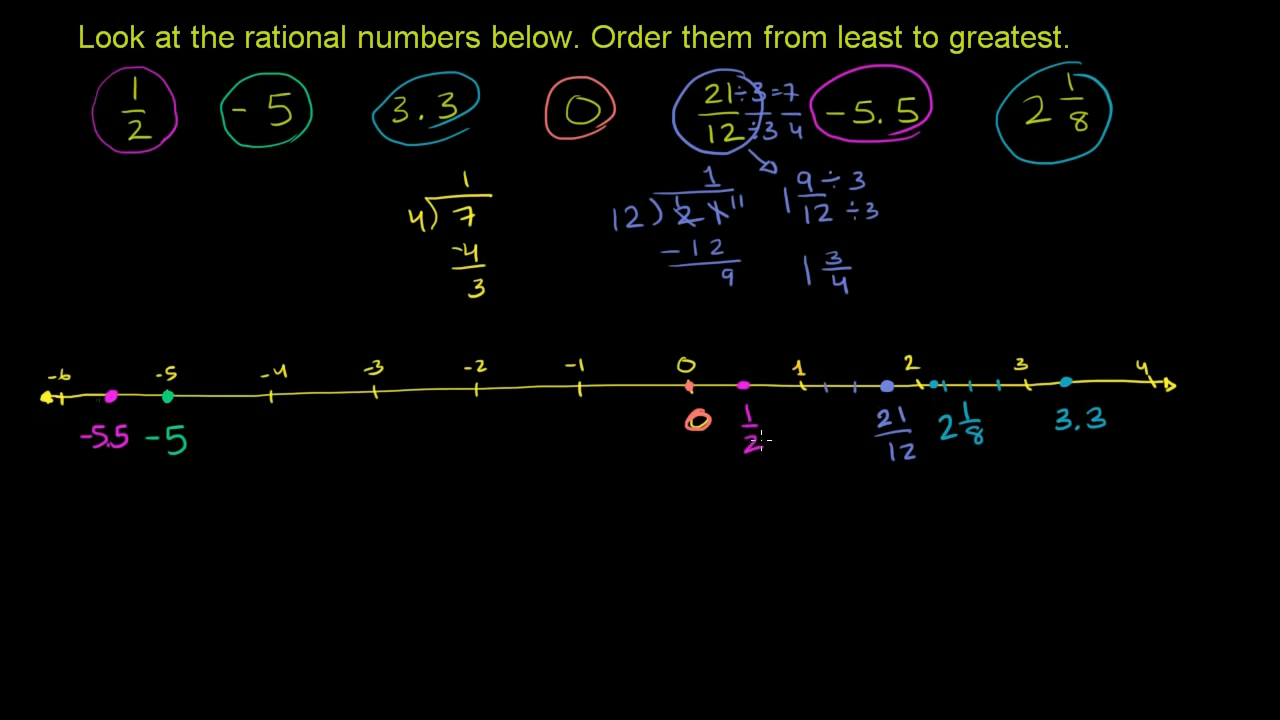 Look at the rational numbers below. Order them from least to greatest.
1/2 -5 3.3 0 21/12 ÷3/÷3 = 7/4 -5.5 2 1/8
1
4)7
-4
3
1
12)21 1 11
-12
9
1 9/12 ÷3/÷3
1 3/4
-6 -5 -4 -3 -2 -1 0 1 2 3 4
-5.5 -5 0 1/2 21/12 2 1/8 3.3